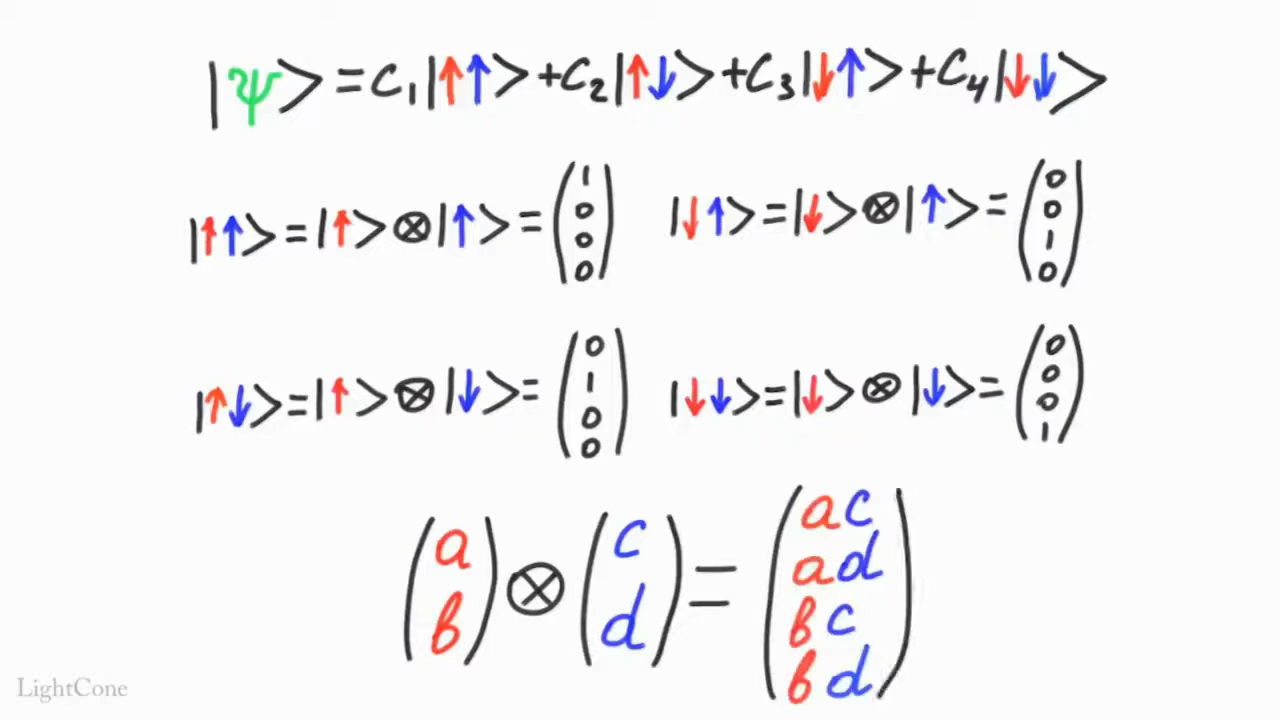 |ψ> = C₁|↑↑> + C₂|↑↓> + C₃|↓↑> + C₄|↓↓>
|↑↑> = |↑> ⊗ |↑> = (1 0 0 0)
|↓↑> = |↓> ⊗ |↑> = (0 0 1 0)
|↑↓> = |↑> ⊗ |↓> = (0 1 0 0)
|↓↓> = |↓> ⊗ |↓> = (0 0 0 1)
(a b) ⊗ (c d) = (ac ad bc bd)
LightCone